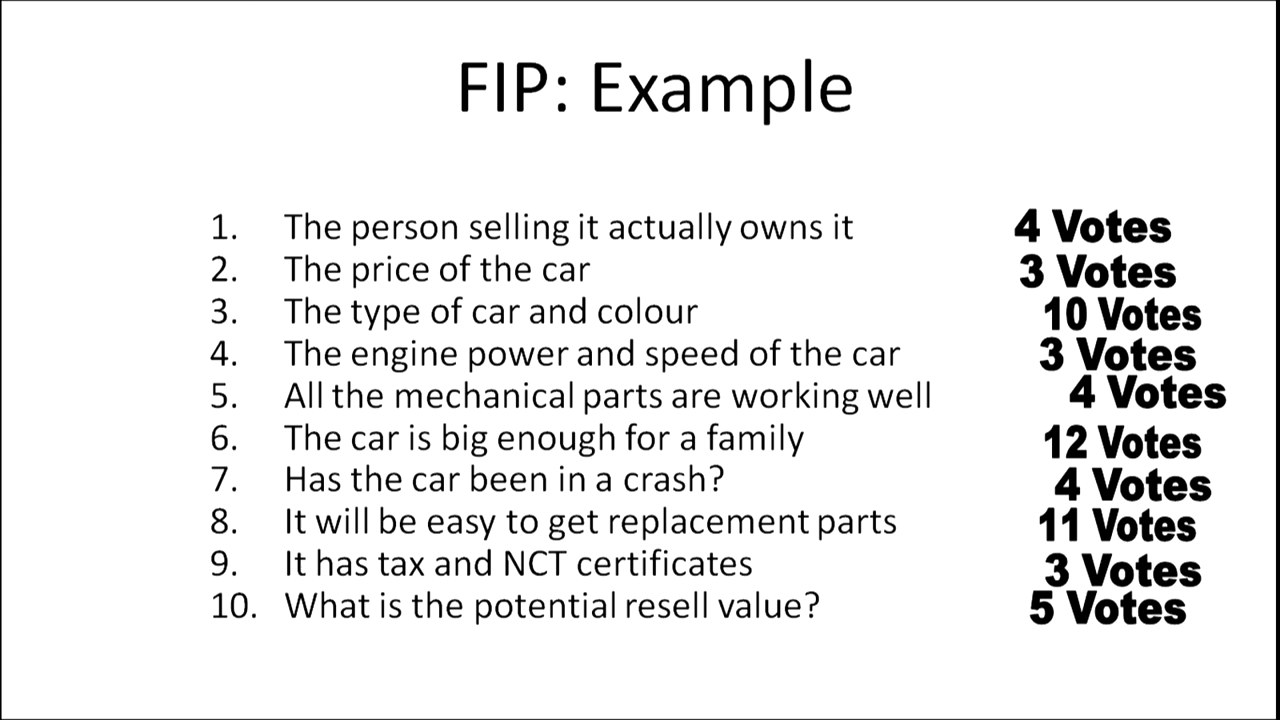 FIP: Example
1. The person selling it actually owns it 4 Votes
2. The price of the car 3 Votes
3. The type of car and colour 10 Votes
4. The engine power and speed of the car 3 Votes
5. All the mechanical parts are working well 4 Votes
6. The car is big enough for a family 12 Votes
7. Has the car been in a crash? 4 Votes
8. It will be easy to get replacement parts 11 Votes
9. It has tax and NCT certificates 3 Votes
10. What is the potential resell value? 5 Votes